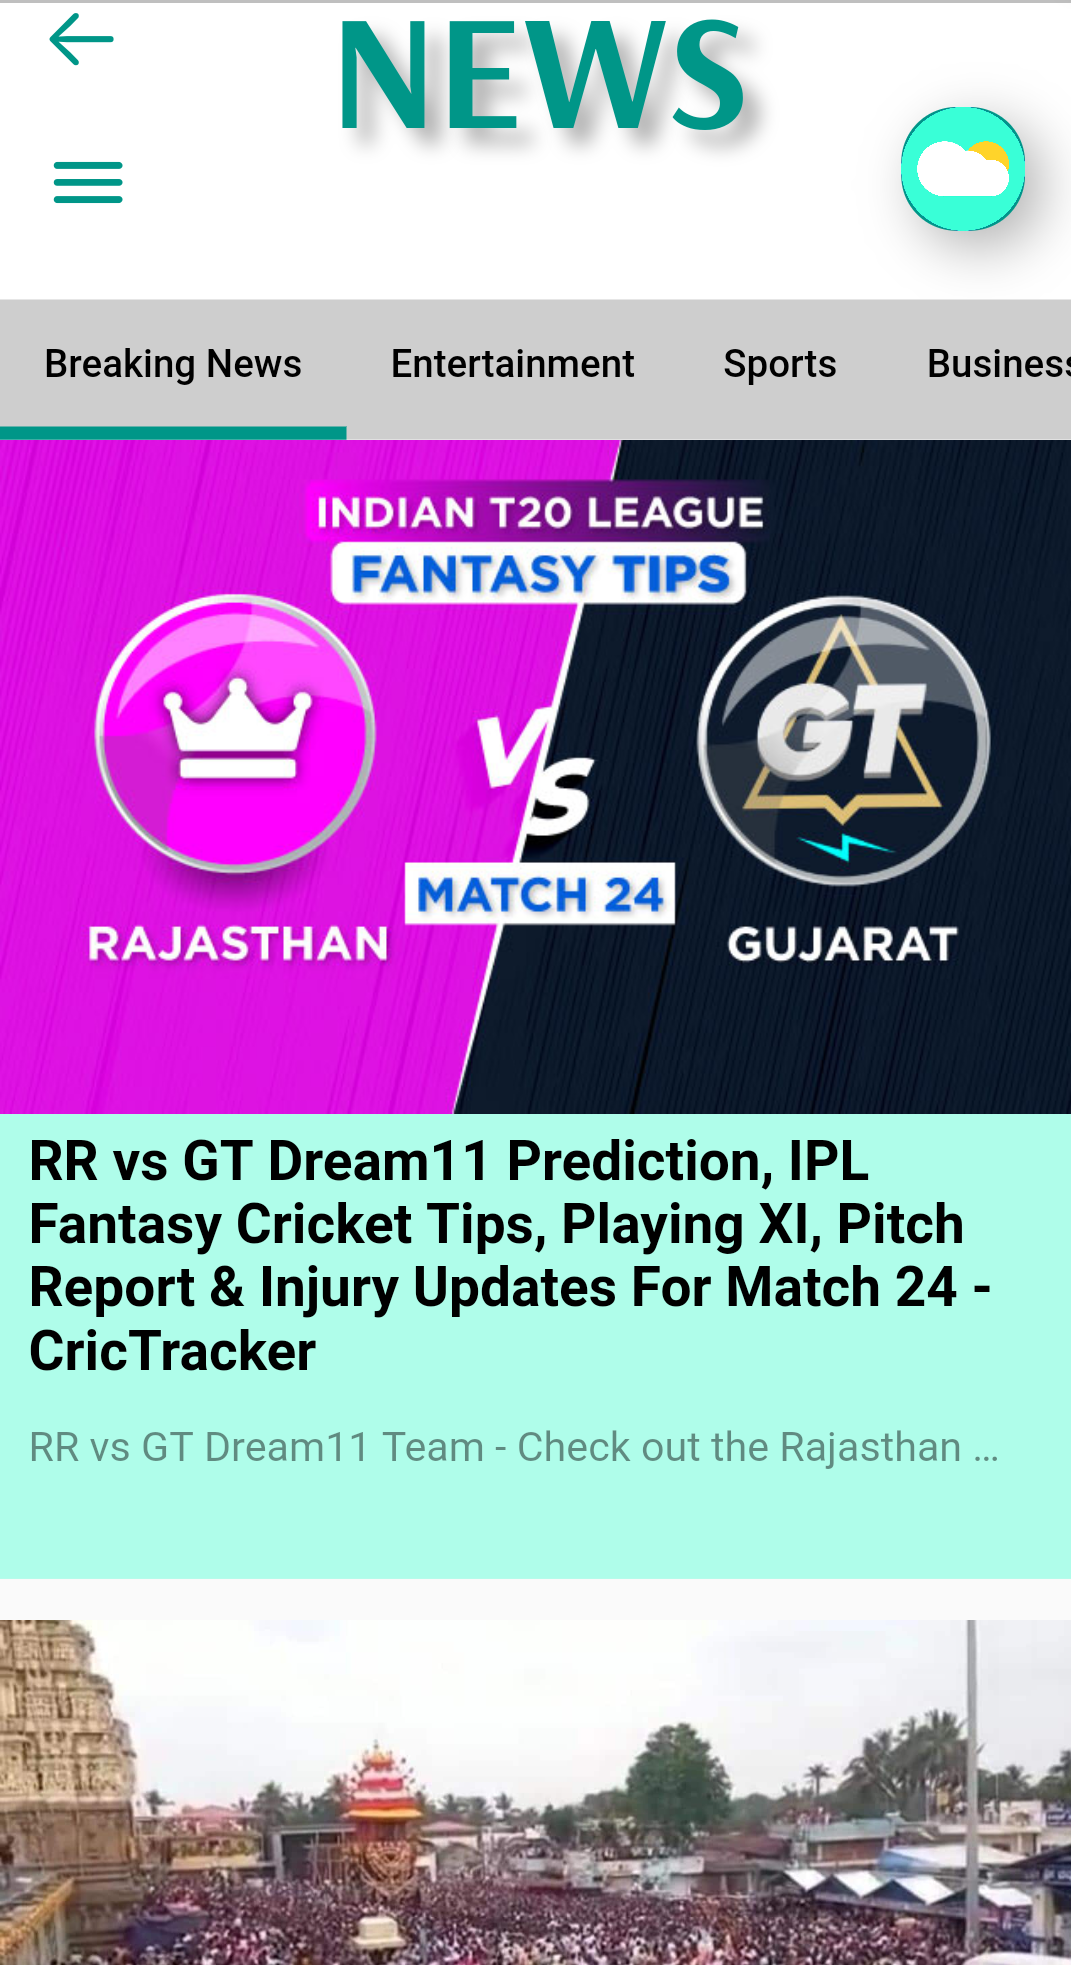 NEWS
Breaking News Entertainment Sports Business
INDIAN T20 LEAGUE
FANTASY TIPS
GT
VS
MATCH 24
RAJASTHAN
GUJARAT
RR vs GT Dream11 Prediction, IPL
Fantasy Cricket Tips, Playing XI, Pitch
Report & Injury Updates For Match 24 -
CricTracker
RR vs GT Dream11 Team - Check out the Rajasthan ...